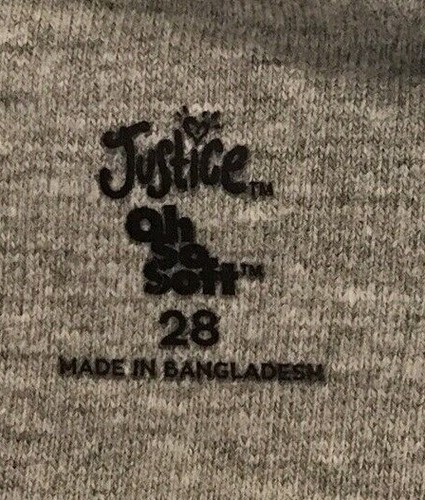 Justice™
Oh
So
Soft™
28
MADE IN BANGLADESH